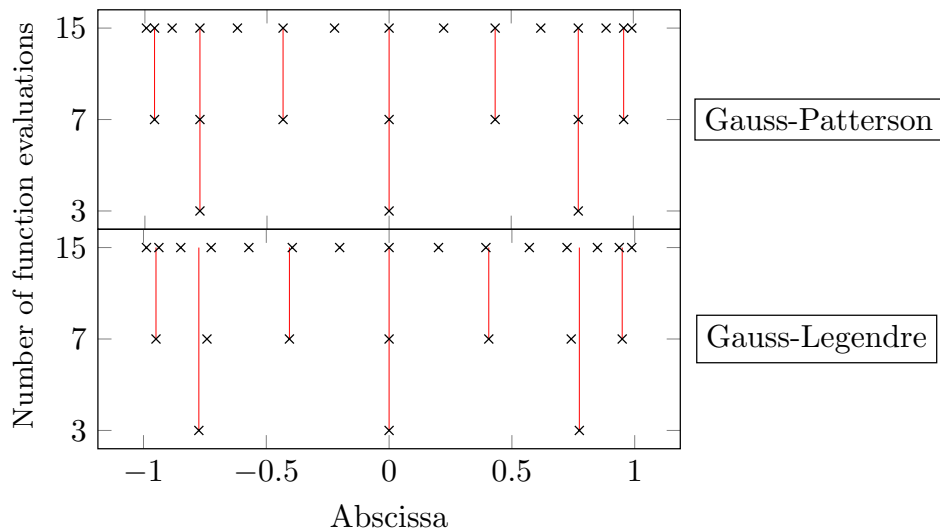 Number of function evaluations
15
7
3
Gauss-Patterson
15
7
3
Gauss-Legendre
−1 −0.5 0 0.5 1
Abscissa